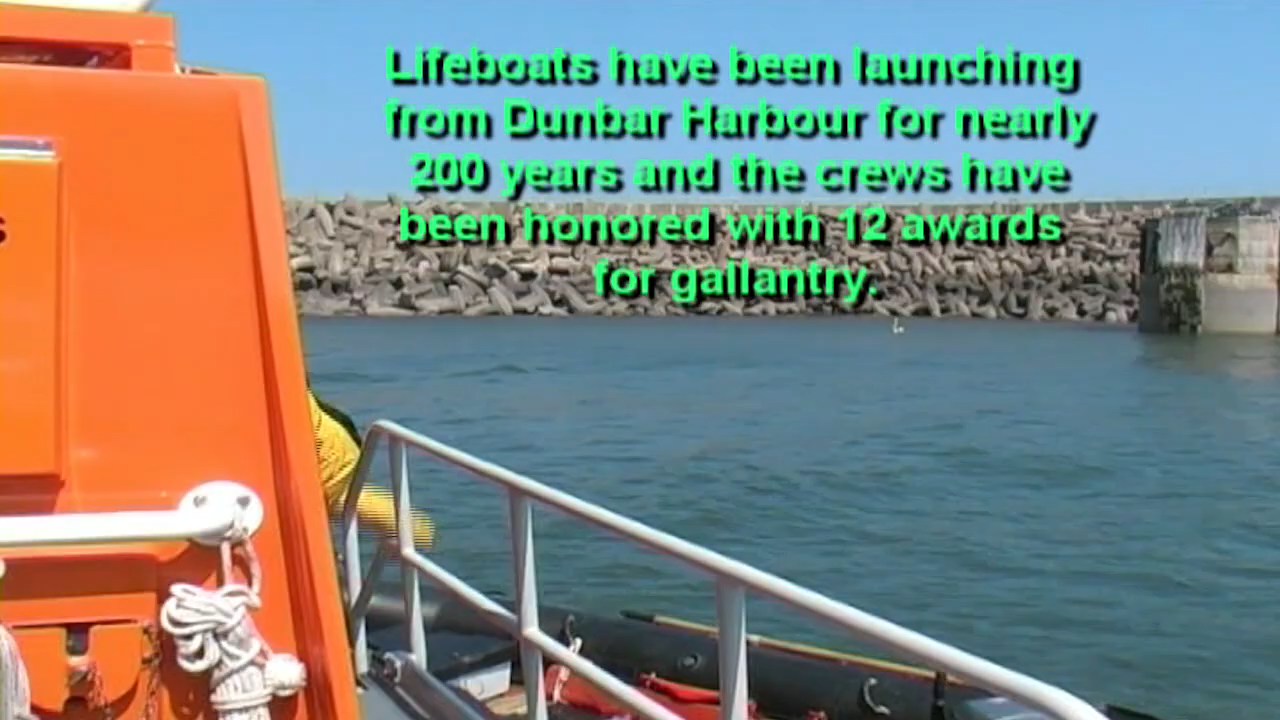 Lifeboats have been launching
from Dunbar Harbour for nearly
200 years and the crews have
been honored with 12 awards
for gallantry.
s